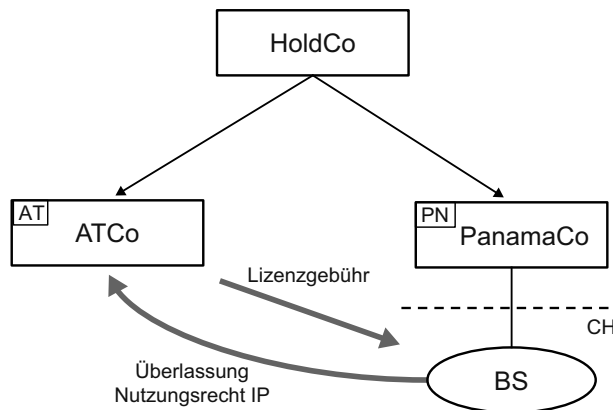 HoldCo
AT
ATCo
PN
PanamaCo
Lizenzgebühr
CH
Überlassung
Nutzungsrecht IP
BS